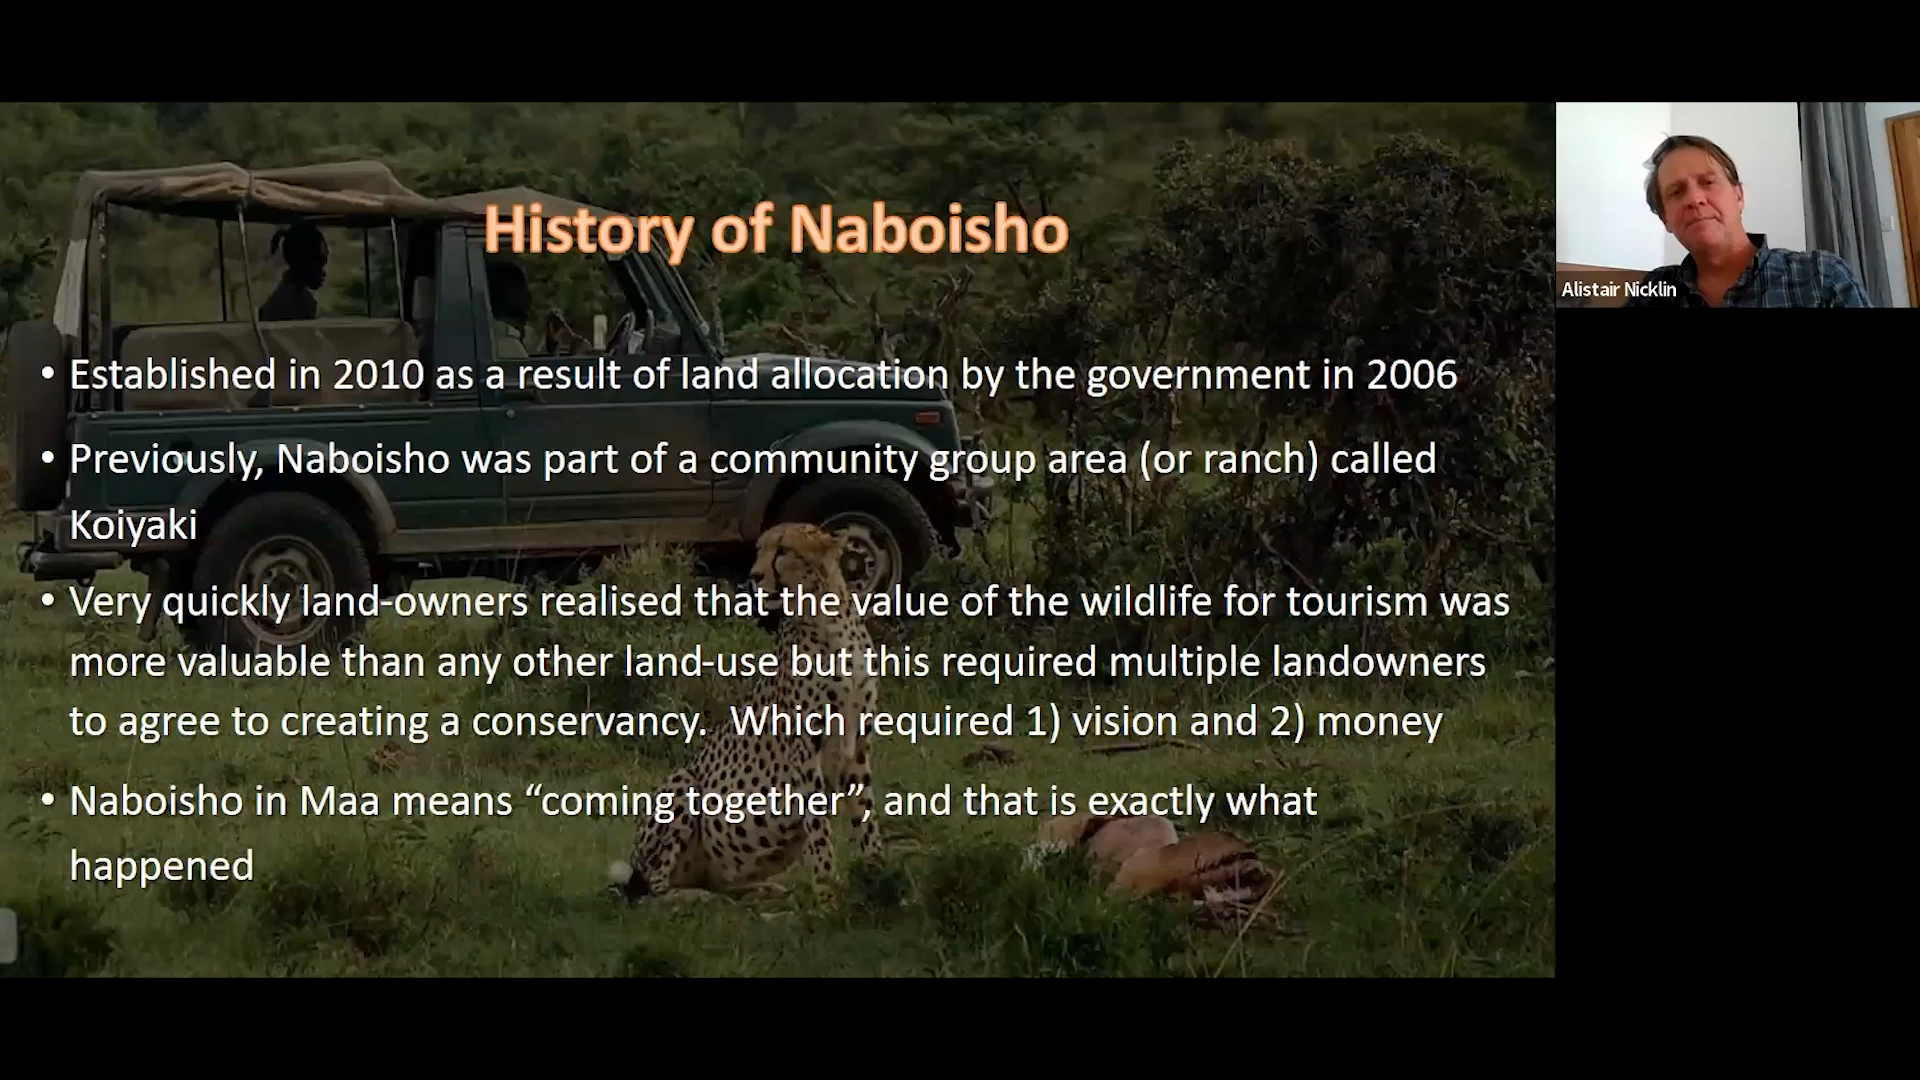 History of Naboisho
Alistair Nicklin
• Established in 2010 as a result of land allocation by the government in 2006
• Previously, Naboisho was part of a community group area (or ranch) called
Koiyaki
• Very quickly land-owners realised that the value of the wildlife for tourism was
more valuable than any other land-use but this required multiple landowners
to agree to creating a conservancy.  Which required 1) vision and 2) money
• Naboisho in Maa means “coming together”, and that is exactly what
happened